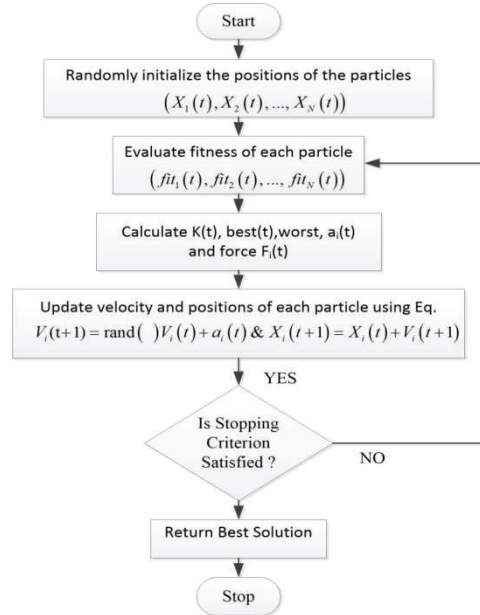 Start
Randomly initialize the positions of the particles
(X₁(t), X₂(t), ..., X_N(t))
Evaluate fitness of each particle
(fit₁(t), fit₂(t), ..., fit_N(t))
Calculate K(t), best(t),worst, aᵢ(t)
and force Fᵢ(t)
Update velocity and positions of each particle using Eq.
Vᵢ(t+1) = rand( )Vᵢ(t) + aᵢ(t) & Xᵢ(t+1) = Xᵢ(t) + Vᵢ(t+1)
YES
Is Stopping
Criterion
Satisfied ?
NO
Return Best Solution
Stop